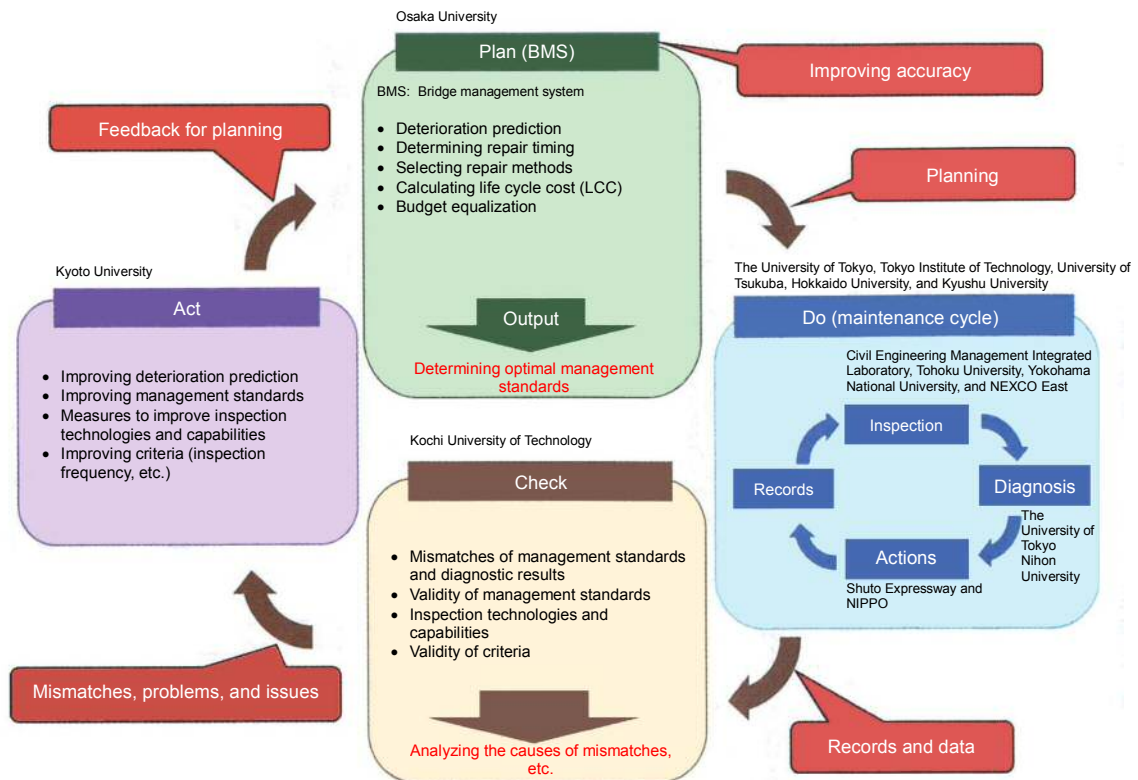 Osaka University
Plan (BMS)
Improving accuracy
BMS: Bridge management system
• Deterioration prediction
• Determining repair timing
• Selecting repair methods
• Calculating life cycle cost (LCC)
• Budget equalization
Output
Determining optimal management
standards
Feedback for planning
Planning
Kyoto University
Act
• Improving deterioration prediction
• Improving management standards
• Measures to improve inspection
technologies and capabilities
• Improving criteria (inspection
frequency, etc.)
The University of Tokyo, Tokyo Institute of Technology, University of
Tsukuba, Hokkaido University, and Kyushu University
Do (maintenance cycle)
Civil Engineering Management Integrated
Laboratory, Tohoku University, Yokohama
National University, and NEXCO East
Inspection
Records
Diagnosis
The
University of
Tokyo
Nihon
University
Actions
Shuto Expressway and
NIPPO
Kochi University of Technology
Check
• Mismatches of management standards
and diagnostic results
• Validity of management standards
• Inspection technologies and
capabilities
• Validity of criteria
Analyzing the causes of mismatches,
etc.
Mismatches, problems, and issues
Records and data